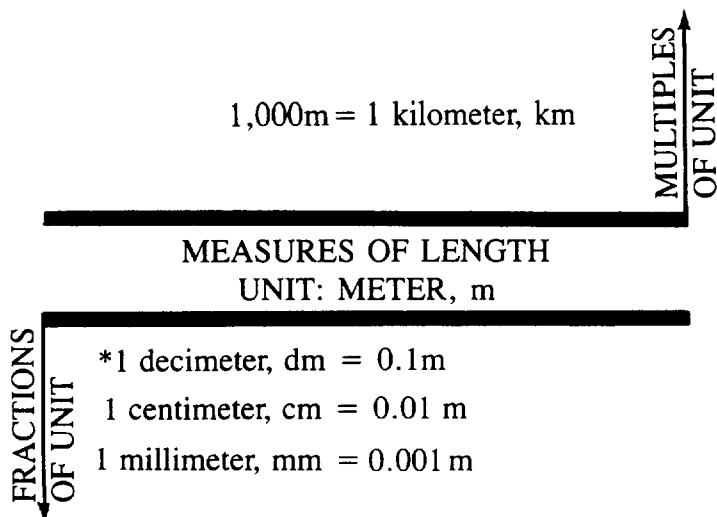 MULTIPLES
OF UNIT
1,000m = 1 kilometer, km
MEASURES OF LENGTH
UNIT: METER, m
FRACTIONS
OF UNIT
*1 decimeter, dm = 0.1m
1 centimeter, cm = 0.01 m
1 millimeter, mm = 0.001 m